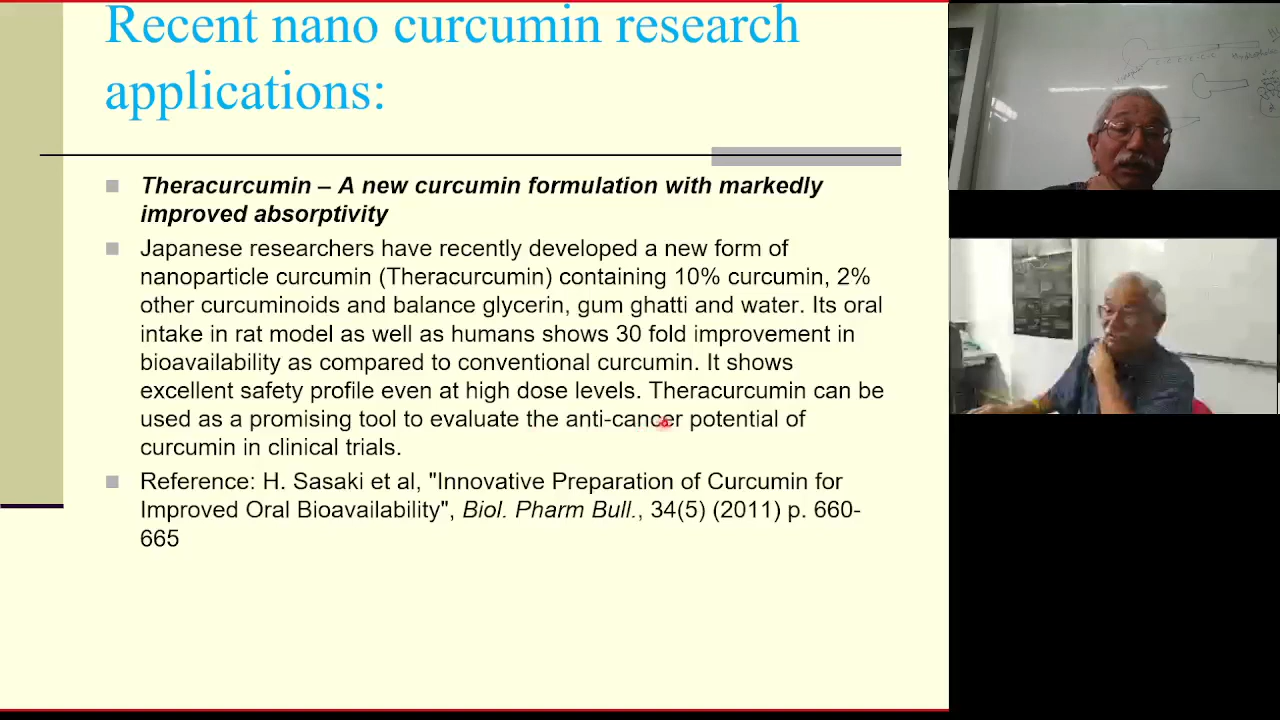 Recent nano curcumin research
applications:
Theracurcumin – A new curcumin formulation with markedly
improved absorptivity
Japanese researchers have recently developed a new form of
nanoparticle curcumin (Theracurcumin) containing 10% curcumin, 2%
other curcuminoids and balance glycerin, gum ghatti and water. Its oral
intake in rat model as well as humans shows 30 fold improvement in
bioavailability as compared to conventional curcumin. It shows
excellent safety profile even at high dose levels. Theracurcumin can be
used as a promising tool to evaluate the anti-cancer potential of
curcumin in clinical trials.
Reference: H. Sasaki et al, "Innovative Preparation of Curcumin for
Improved Oral Bioavailability", Biol. Pharm Bull., 34(5) (2011) p. 660-
665